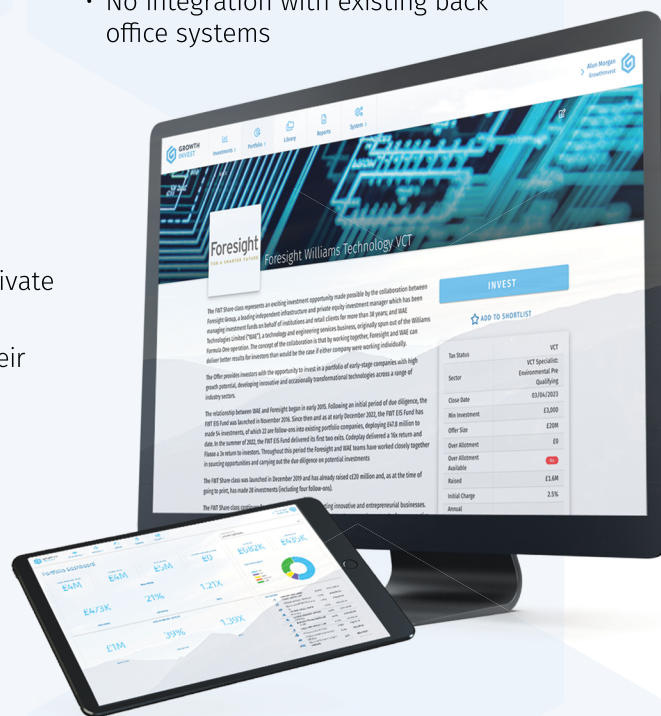 • No integration with existing back
office systems
ivate
eir
GROWTH
INVEST
Investments
Portfolio
Library
Reports
System
Alun Morgan
GrowthInvest
Foresight
FOR A SMARTER FUTURE
Foresight Williams Technology VCT
The FWT Share-class represents an exciting investment opportunity made possible by the collaboration between
Foresight Group, a leading independent infrastructure and private equity investment manager which has been
managing investment funds on behalf of institutions and retail clients for more than 38 years; and WAE
Technologies Limited ("WAE"), a technology and engineering services business, originally spun out of the Williams
Formula One operation. The concept of the collaboration is that by working together, Foresight and WAE can
deliver better results for investors than would be the case if either company were working individually.
The Offer provides investors with the opportunity to invest in a portfolio of early-stage companies with high
growth potential, developing innovative and occasionally transformational technologies across a range of
industry sectors.
The relationship between WAE and Foresight began in early 2015. Following an initial period of due diligence, the
FWT EIS Fund was launched in November 2016. Since then and as at early December 2022, the FWT EIS Fund has
made 54 investments, of which 22 are follow-ons into existing portfolio companies, deploying £47.8 million to
date. In the summer of 2022, the FWT EIS Fund delivered its first two exits. Codeplay delivered a 16x return and
Flusso a 3x return to investors. Throughout this period the Foresight and WAE teams have worked closely together
in sourcing opportunities and carrying out the due diligence on potential investments
The FWT Share-class was launched in December 2019 and has already raised c£20 million and, as at the time of
going to print, has made 28 investments (including four follow-ons).
The FWT Share-class
ting innovative and entrepreneurial businesses.
INVEST
ADD TO SHORTLIST
Tax Status VCT
Sector VCT Specialist: Environmental Pre Qualifying
Close Date 03/04/2023
Min Investment £3,000
Offer Size £20M
Over Allotment £0
Over Allotment Available No
Raised £1.6M
Initial Charge 2.5%
Annual
Portfolio Dashboard
£4M
£4M
£5M
£0
£682K
£435K
£473K
21%
1.21X
£1M
39%
1.39X